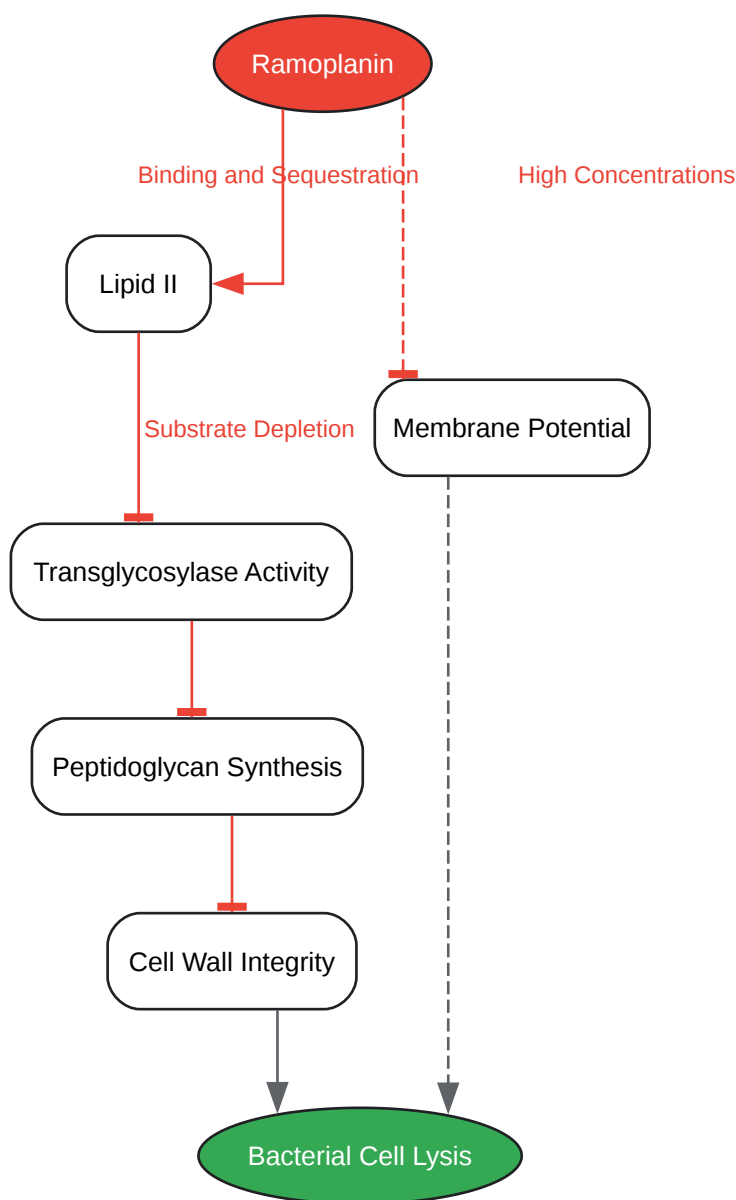 Ramoplanin
Binding and Sequestration
High Concentrations
Lipid II
Substrate Depletion
Membrane Potential
Transglycosylase Activity
Peptidoglycan Synthesis
Cell Wall Integrity
Bacterial Cell Lysis